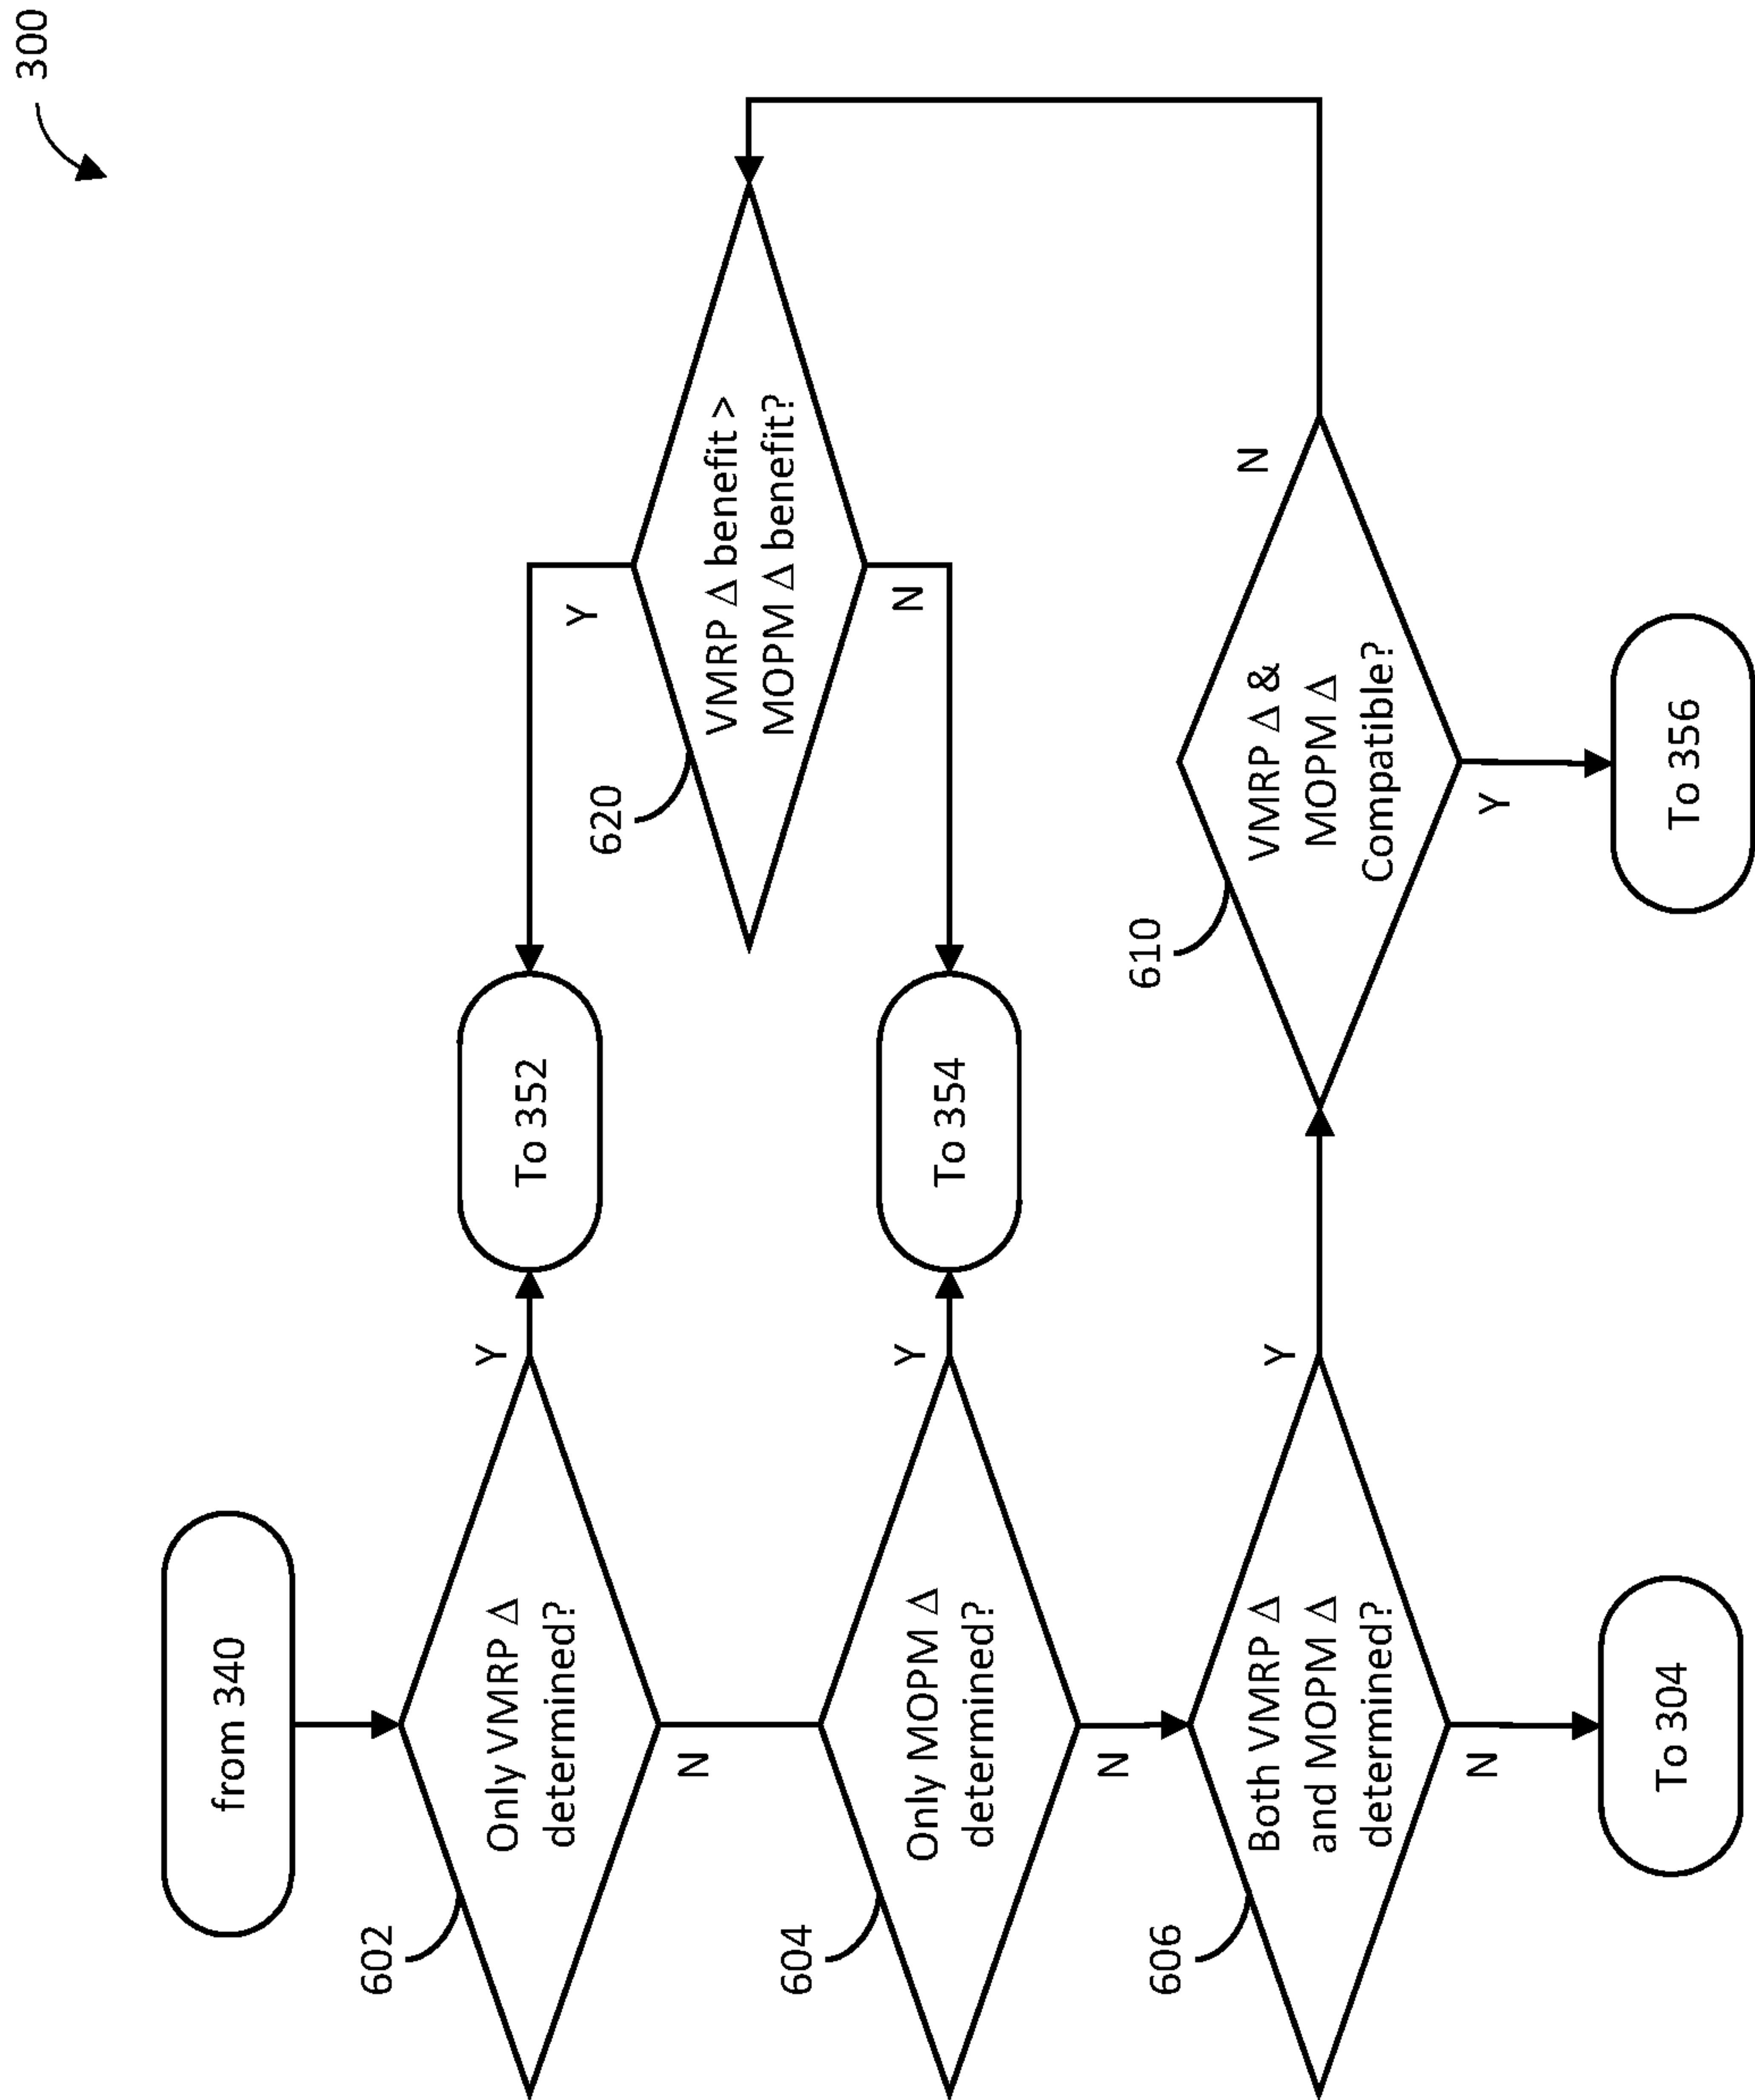 300
from 340
602
Only VMRP Δ
determined?
Y
N
To 352
604
Only MOPM Δ
determined?
Y
N
To 354
606
Both VMRP Δ
and MOPM Δ
determined?
Y
N
To 304
610
VMRP Δ &
MOPM Δ
Compatible?
N
Y
To 356
620
VMRP Δ benefit >
MOPM Δ benefit?
Y
N